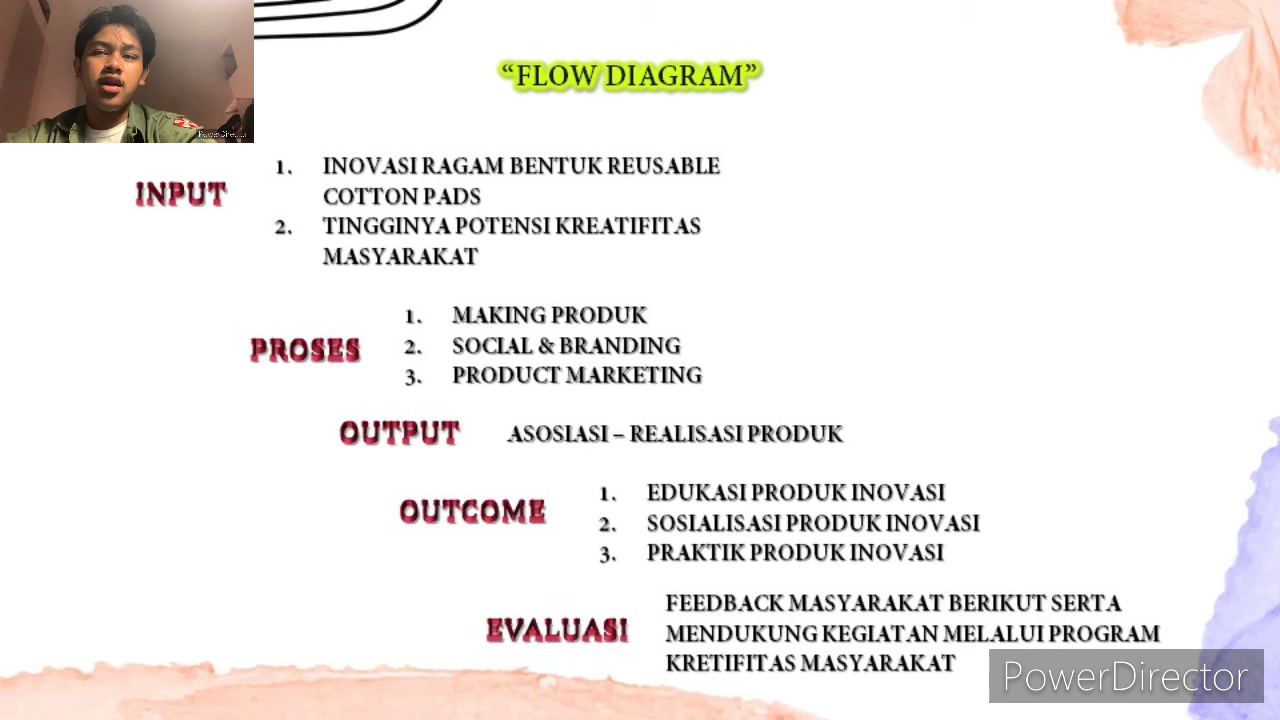 PowerDirector
“FLOW DIAGRAM”
INPUT
1. INOVASI RAGAM BENTUK REUSABLE
COTTON PADS
2. TINGGINYA POTENSI KREATIFITAS
MASYARAKAT
PROSES
1. MAKING PRODUK
2. SOCIAL & BRANDING
3. PRODUCT MARKETING
OUTPUT
ASOSIASI – REALISASI PRODUK
OUTCOME
1. EDUKASI PRODUK INOVASI
2. SOSIALISASI PRODUK INOVASI
3. PRAKTIK PRODUK INOVASI
EVALUASI
FEEDBACK MASYARAKAT BERIKUT SERTA
MENDUKUNG KEGIATAN MELALUI PROGRAM
KRETIFITAS MASYARAKAT
PowerDirector